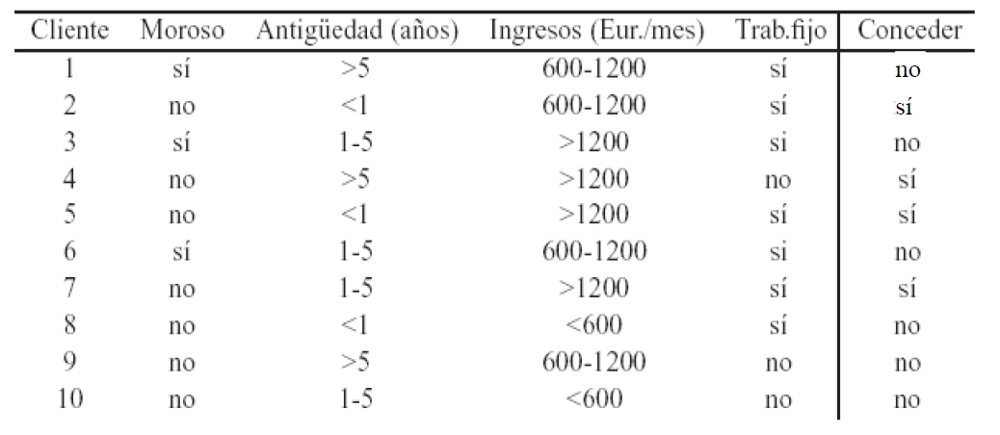 Cliente Moroso Antigüedad (años) Ingresos (Eur./mes) Trab.fijo Conceder
1 sí >5 600-1200 sí no
2 no <1 600-1200 sí sí
3 sí 1-5 >1200 si no
4 no >5 >1200 no sí
5 no <1 >1200 sí sí
6 sí 1-5 600-1200 si no
7 no 1-5 >1200 sí sí
8 no <1 <600 sí no
9 no >5 600-1200 no no
10 no 1-5 <600 no no